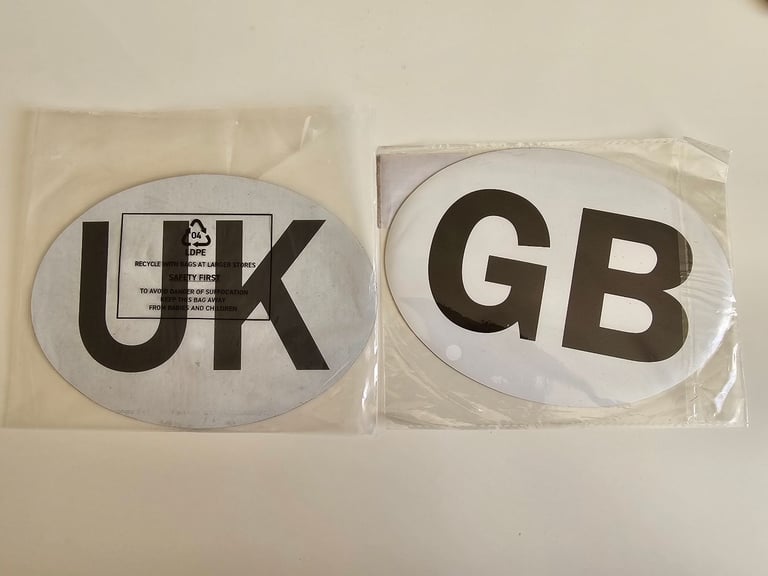 UK
04
LDPE
RECYCLE WITH BAGS AT LARGER STORES
SAFETY FIRST
TO AVOID DANGER OF SUFFOCATION
KEEP THIS BAG AWAY
FROM BABIES AND CHILDREN
GB